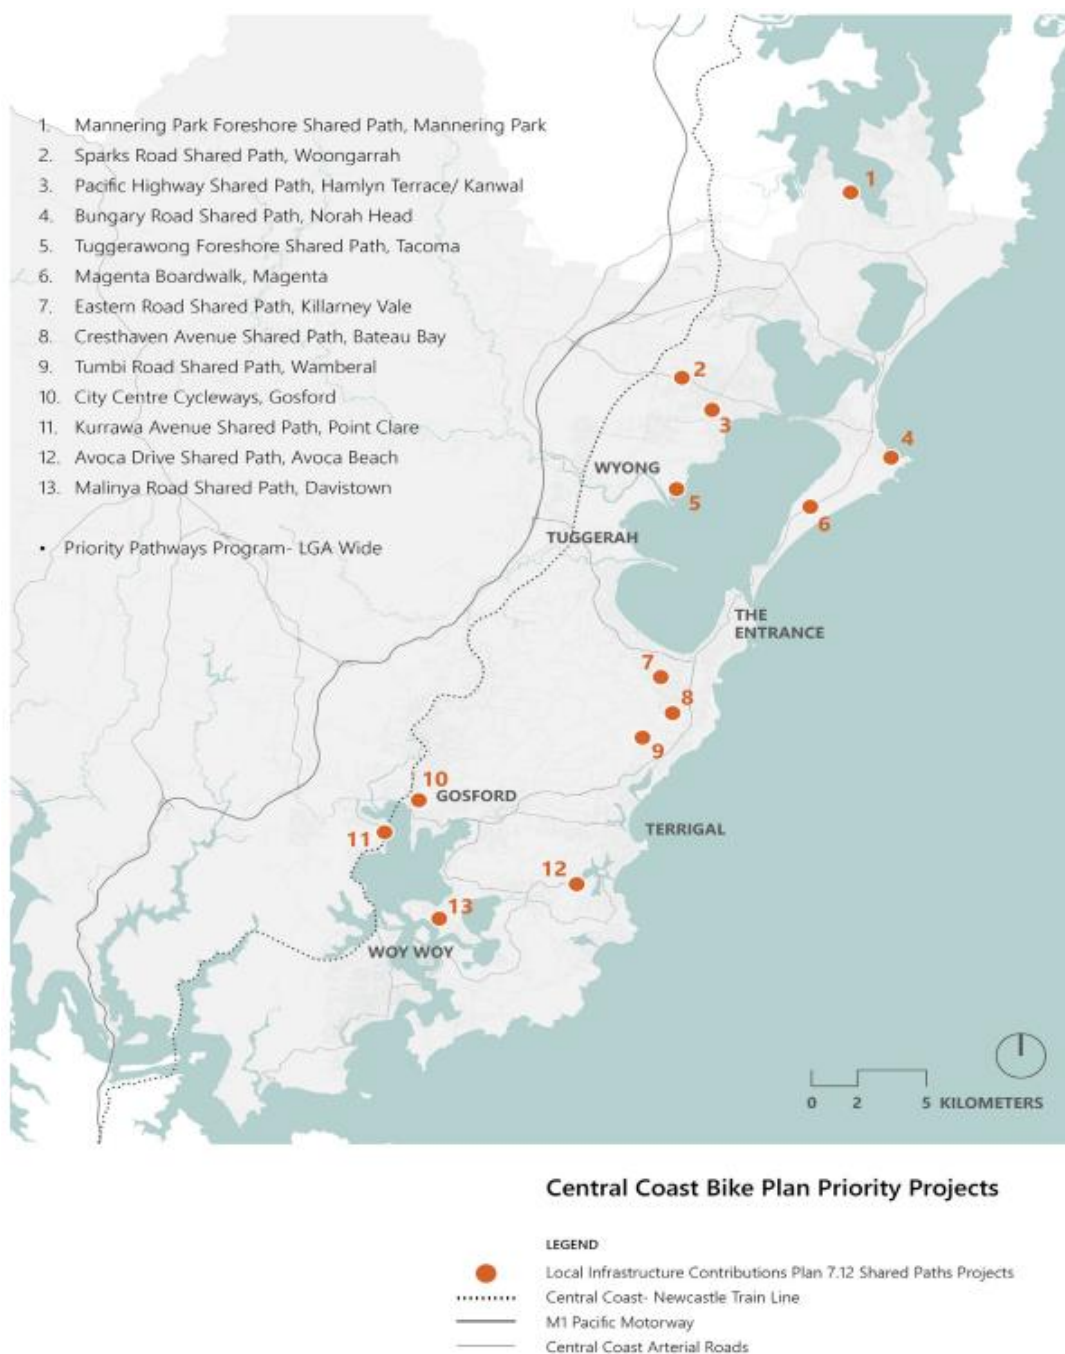 1. Mannering Park Foreshore Shared Path, Mannering Park
2. Sparks Road Shared Path, Woongarrah
3. Pacific Highway Shared Path, Hamlyn Terrace/ Kanwal
4. Bungary Road Shared Path, Norah Head
5. Tuggerawong Foreshore Shared Path, Tacoma
6. Magenta Boardwalk, Magenta
7. Eastern Road Shared Path, Killarney Vale
8. Cresthaven Avenue Shared Path, Bateau Bay
9. Tumbi Road Shared Path, Wamberal
10. City Centre Cycleways, Gosford
11. Kurrawa Avenue Shared Path, Point Clare
12. Avoca Drive Shared Path, Avoca Beach
13. Malinya Road Shared Path, Davistown
• Priority Pathways Program- LGA Wide
1
2
3
4
WYONG
5
6
TUGGERAH
THE
ENTRANCE
7
8
9
10
GOSFORD
11
TERRIGAL
12
13
WOY WOY
0 2 5 KILOMETERS
Central Coast Bike Plan Priority Projects
LEGEND
Local Infrastructure Contributions Plan 7.12 Shared Paths Projects
Central Coast- Newcastle Train Line
M1 Pacific Motorway
Central Coast Arterial Roads